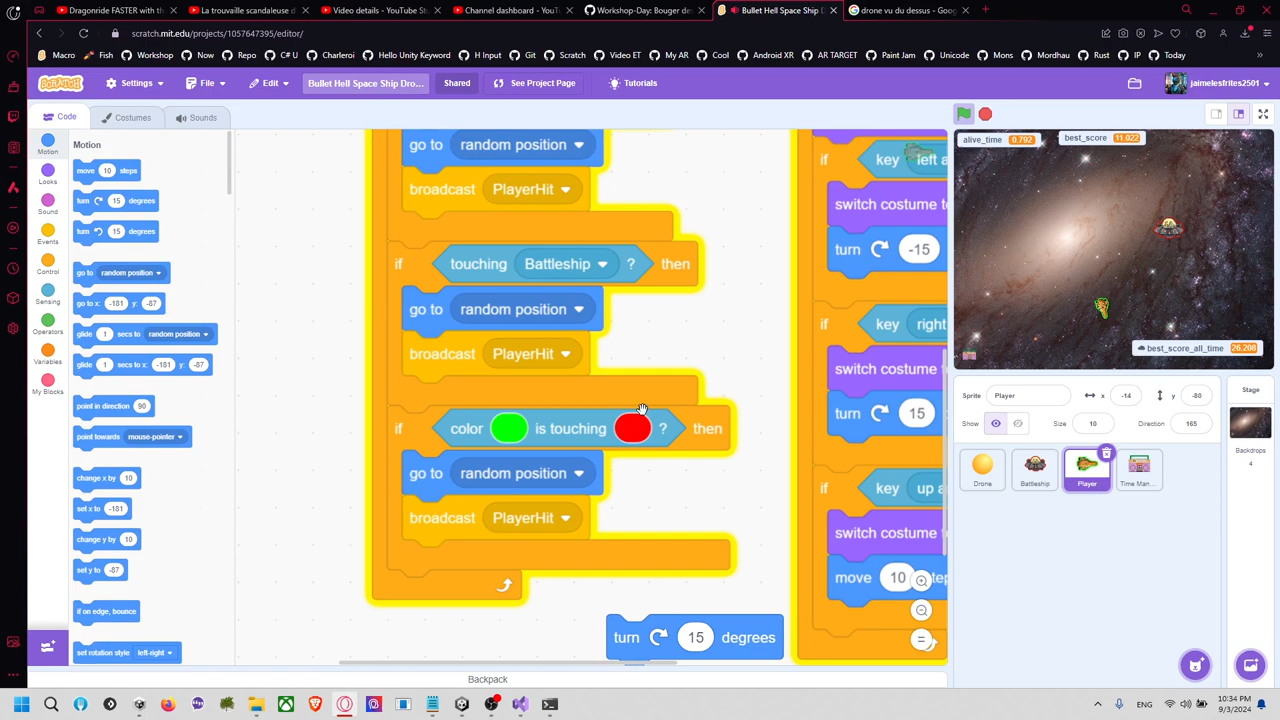 Dragonride FASTER with th
La trouvaille scandaleuse d
Video details - YouTube St
Channel dashboard - YouT
Workshop-Day: Bouger des
Bullet Hell Space Ship D
drone vu du dessus - Goog
scratch.mit.edu/projects/1057647395/editor/
Macro
Fish
Workshop
Now
Repo
C# U
Charleroi
Hello Unity Keyword
H Input
Git
Scratch
Video ET
My AR
Cool
Android XR
AR TARGET
Paint Jam
Unicode
Mons
Mordhau
Rust
IP
Today
SCRATCH
Settings
File
Edit
Bullet Hell Space Ship Dro...
Shared
See Project Page
Tutorials
jaimelesfrites2501
Code
Costumes
Sounds
Motion
Looks
Sound
Events
Control
Sensing
Operators
Variables
My Blocks
Motion
move 10 steps
turn 15 degrees
turn 15 degrees
go to random position
go to x: -181 y: -87
glide 1 secs to random position
glide 1 secs to x: -181 y: -87
point in direction 90
point towards mouse-pointer
change x by 10
set x to -181
change y by 10
set y to -87
if on edge, bounce
set rotation style left-right
go to random position
broadcast PlayerHit
if touching Battleship ? then
go to random position
broadcast PlayerHit
if color is touching ? then
go to random position
broadcast PlayerHit
turn 15 degrees
if key left a
switch costume to
turn -15
if key right
switch costume to
turn 15
if key up a
switch costume to
move 10 step
alive_time 0.792
best_score 11.022
best_score_all_time 26.208
Sprite Player x -14 y -80
Show Size 10 Direction 165
Drone
Battleship
Player
Time Man...
Stage
Backdrops
4
Backpack
ENG
10:34 PM
9/3/2024